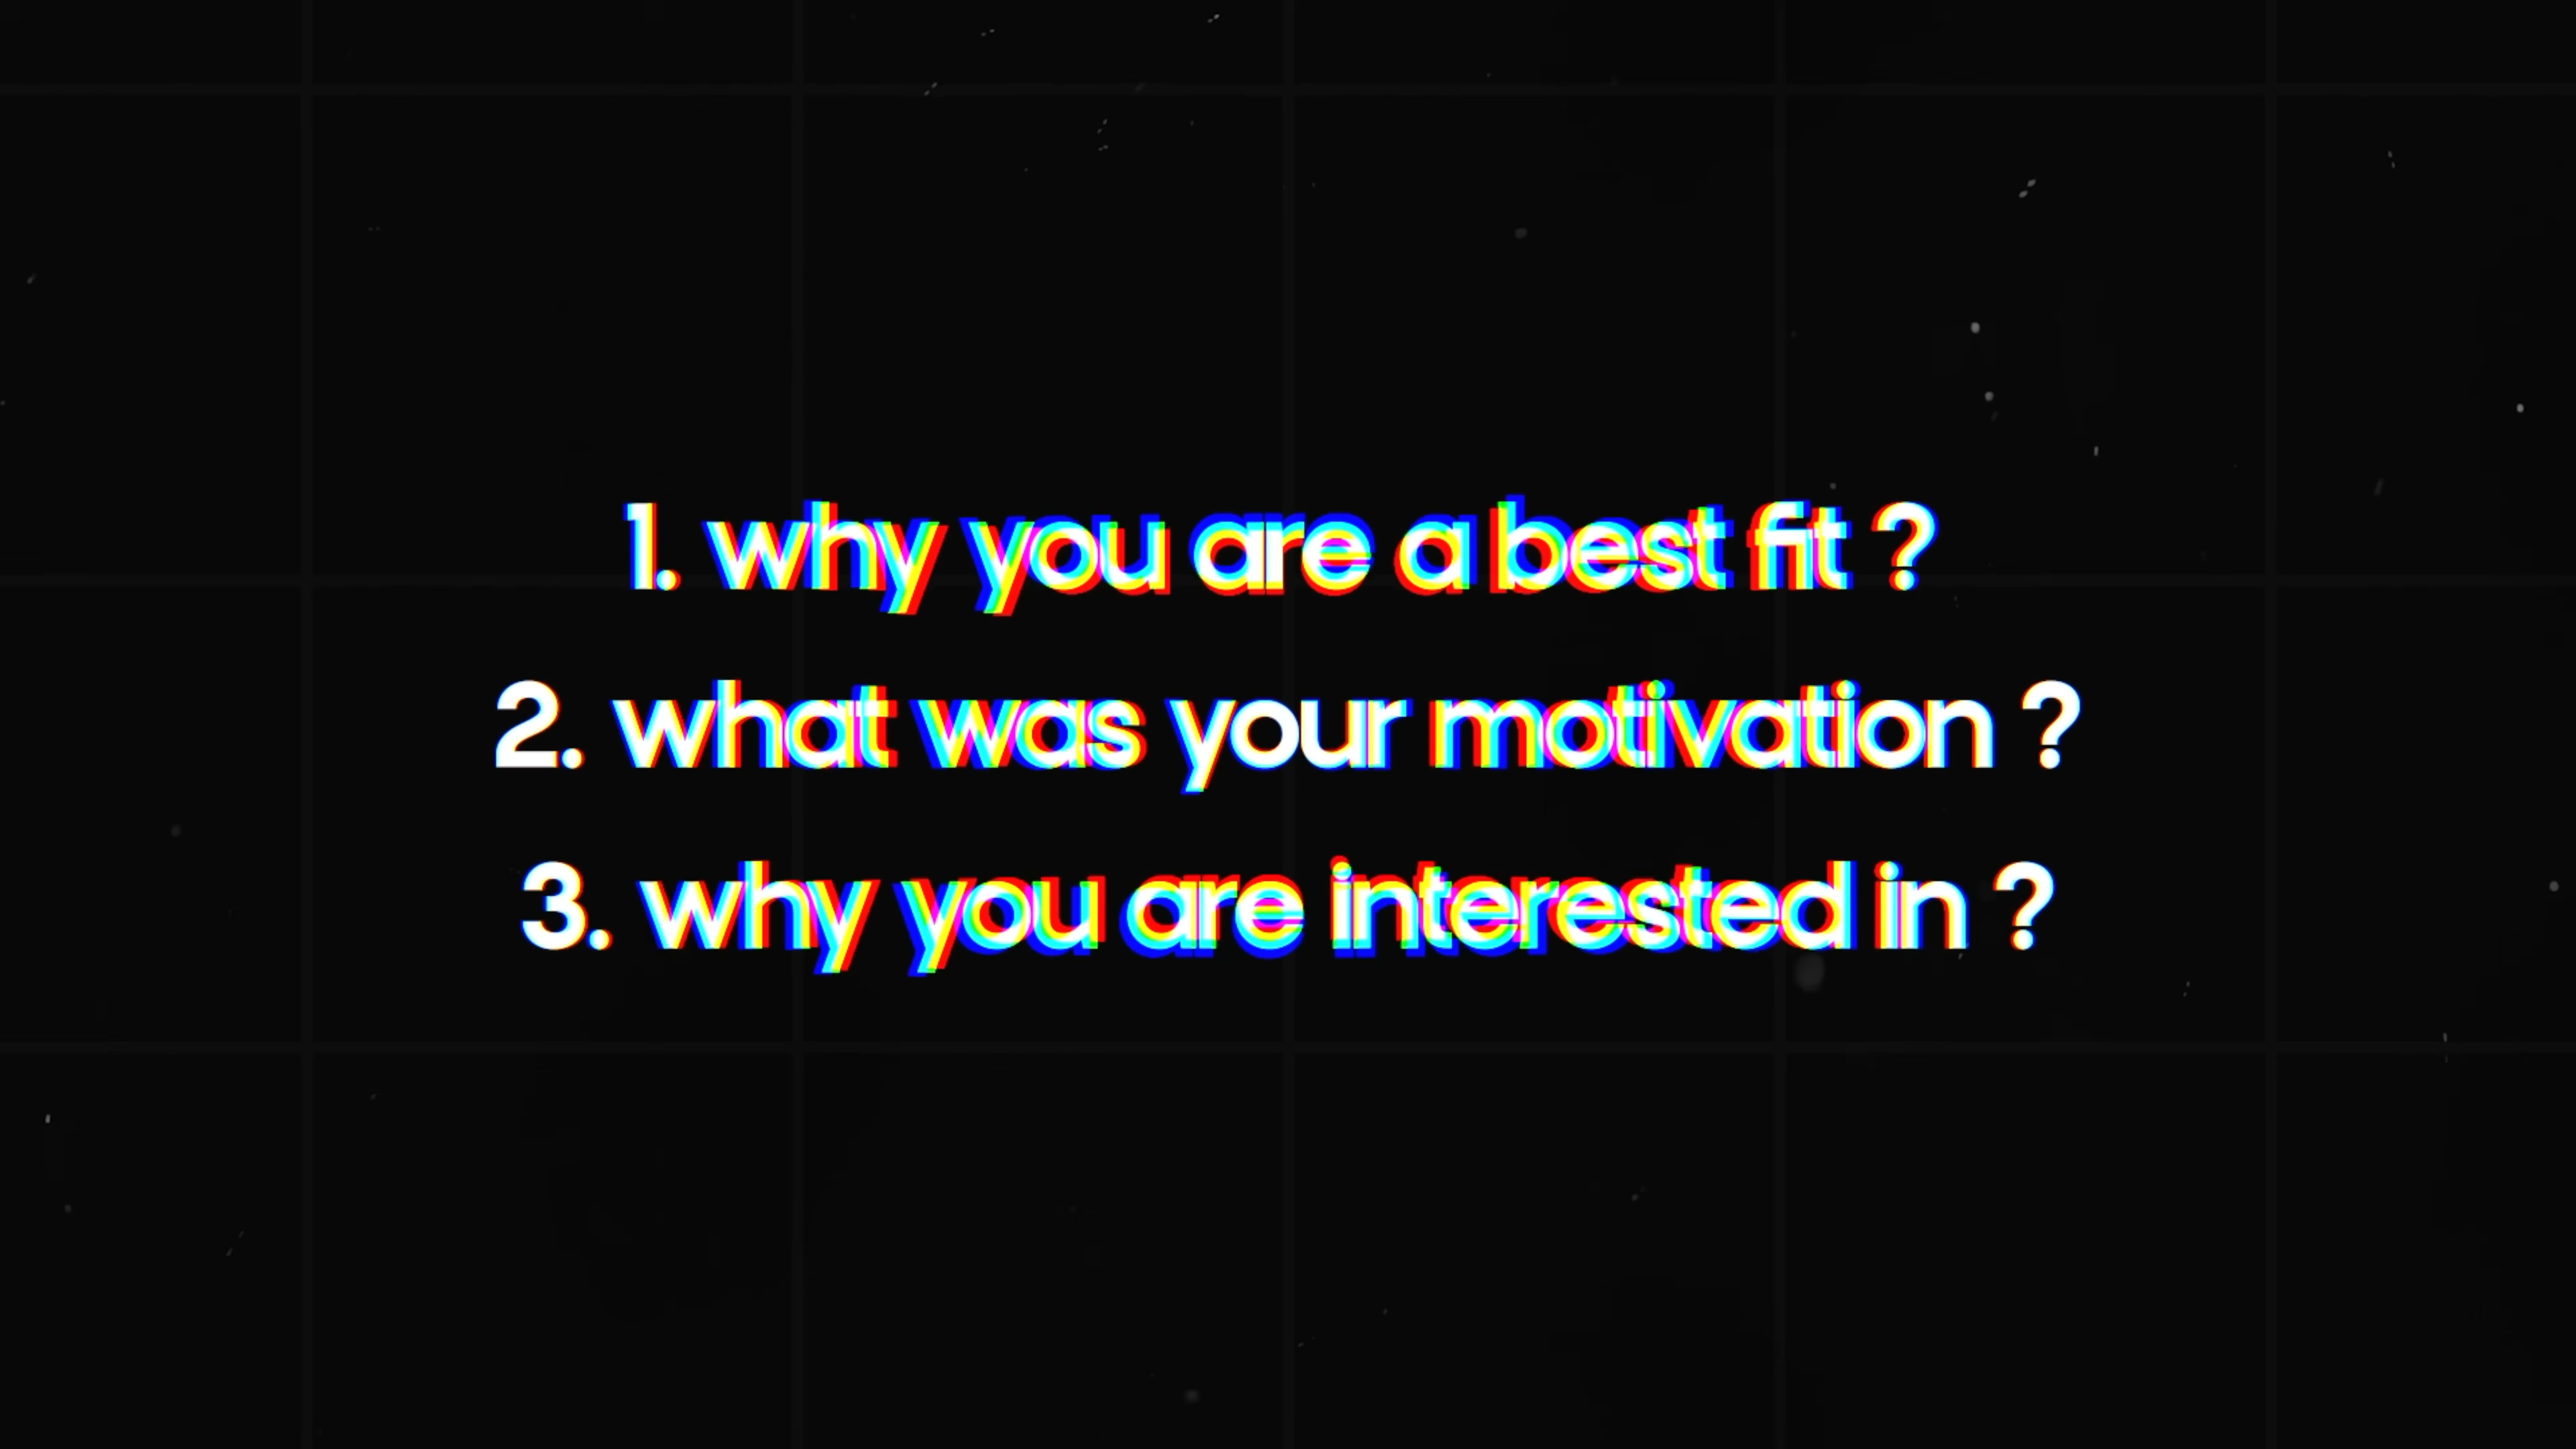 1. why you are a best fit ?
2. what was your motivation ?
3. why you are interested in ?